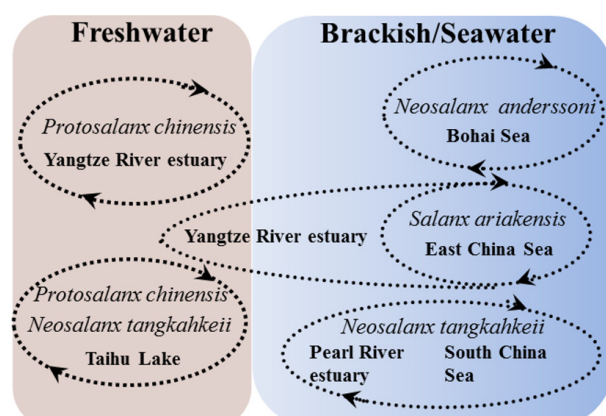 Freshwater
Brackish/Seawater
Protosalanx chinensis
Yangtze River estuary
Neosalanx anderssoni
Bohai Sea
Yangtze River estuary
Salanx ariakensis
East China Sea
Protosalanx chinensis
Neosalanx tangkahkeii
Taihu Lake
Neosalanx tangkahkeii
Pearl River
estuary
South China
Sea